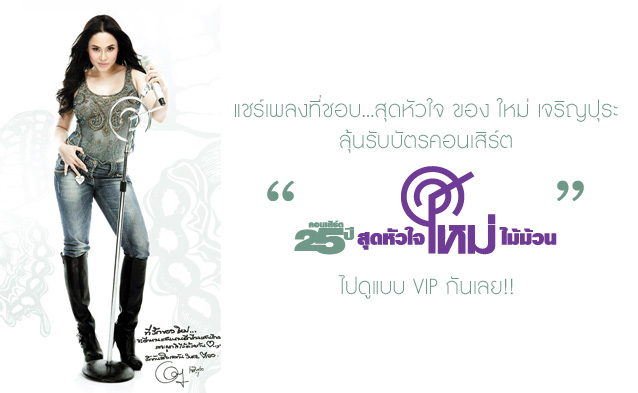 แชร์เพลงที่ชอบ...สุดหัวใจ ของ ใหม่ เจริญปุระ
ลุ้นรับบัตรคอนเสิร์ต
“ คอนเสิร์ต
25 ปี สุดหัวใจ ใหม่ ไม้ม้วน ”
ไปดูแบบ VIP กันเลย!!